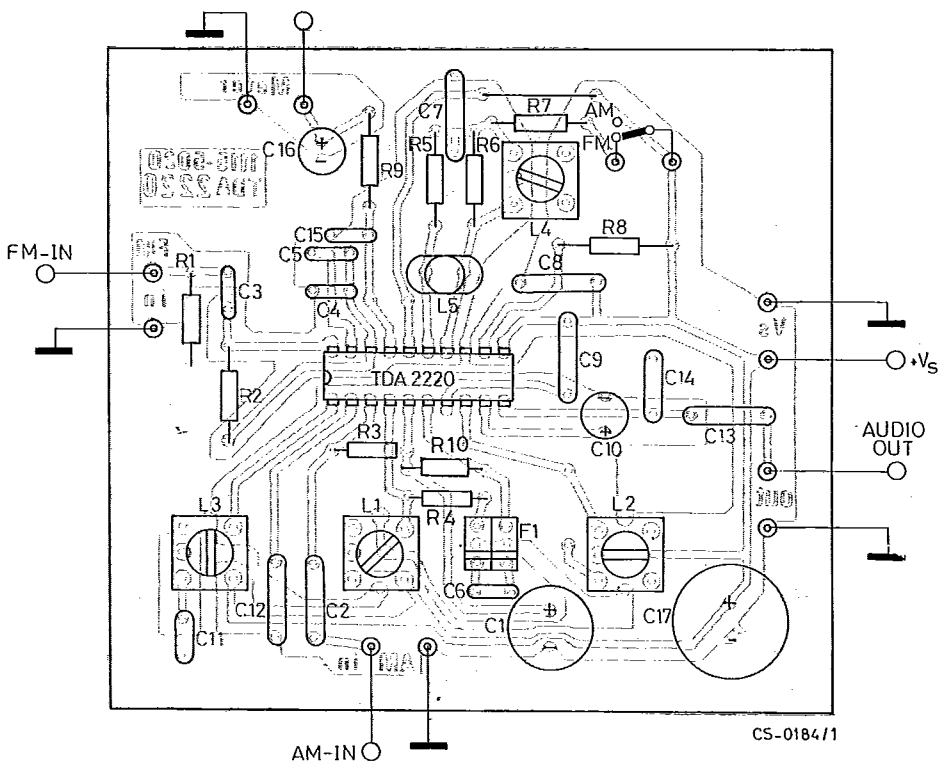 AM
C7
R7
FM
C16
R9
R5
R6
L4
FM-IN
R1
C15
C5
R8
C3
C4
L5
C8
TDA 2220
C9
C14
+Vs
R2
C10
C13
AUDIO
OUT
R3
R10
L3
L1
R4
F1
L2
C11
C12
C2
C6
C1
C17
AM-IN
CS-0184/1